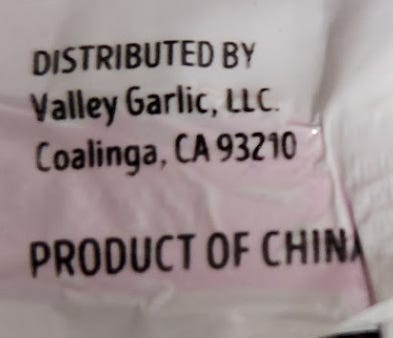 DISTRIBUTED BY
Valley Garlic, LLC.
Coalinga, CA 93210
PRODUCT OF CHINA